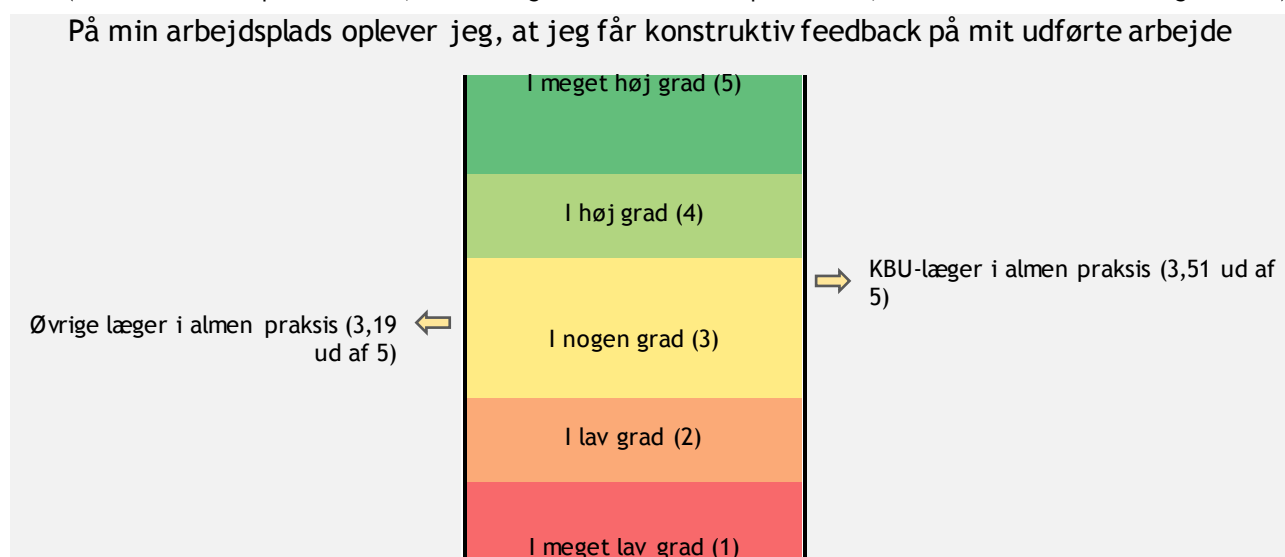 På min arbejdsplads oplever jeg, at jeg får konstruktiv feedback på mit udførte arbejde
I meget høj grad (5)
I høj grad (4)
KBU-læger i almen praksis (3,51 ud af
5)
Øvrige læger i almen praksis (3,19
ud af 5)
I nogen grad (3)
I lav grad (2)
I meget lav grad (1)